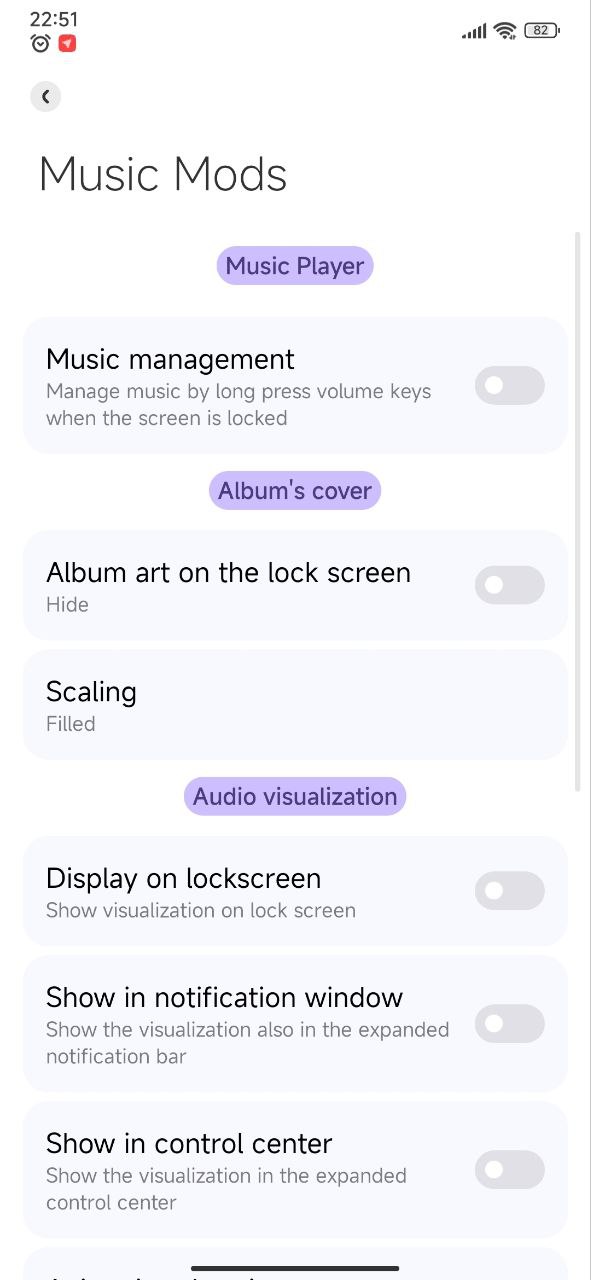 22:51
82
Music Mods
Music Player
Music management
Manage music by long press volume keys
when the screen is locked
Album's cover
Album art on the lock screen
Hide
Scaling
Filled
Audio visualization
Display on lockscreen
Show visualization on lock screen
Show in notification window
Show the visualization also in the expanded
notification bar
Show in control center
Show the visualization in the expanded
control center